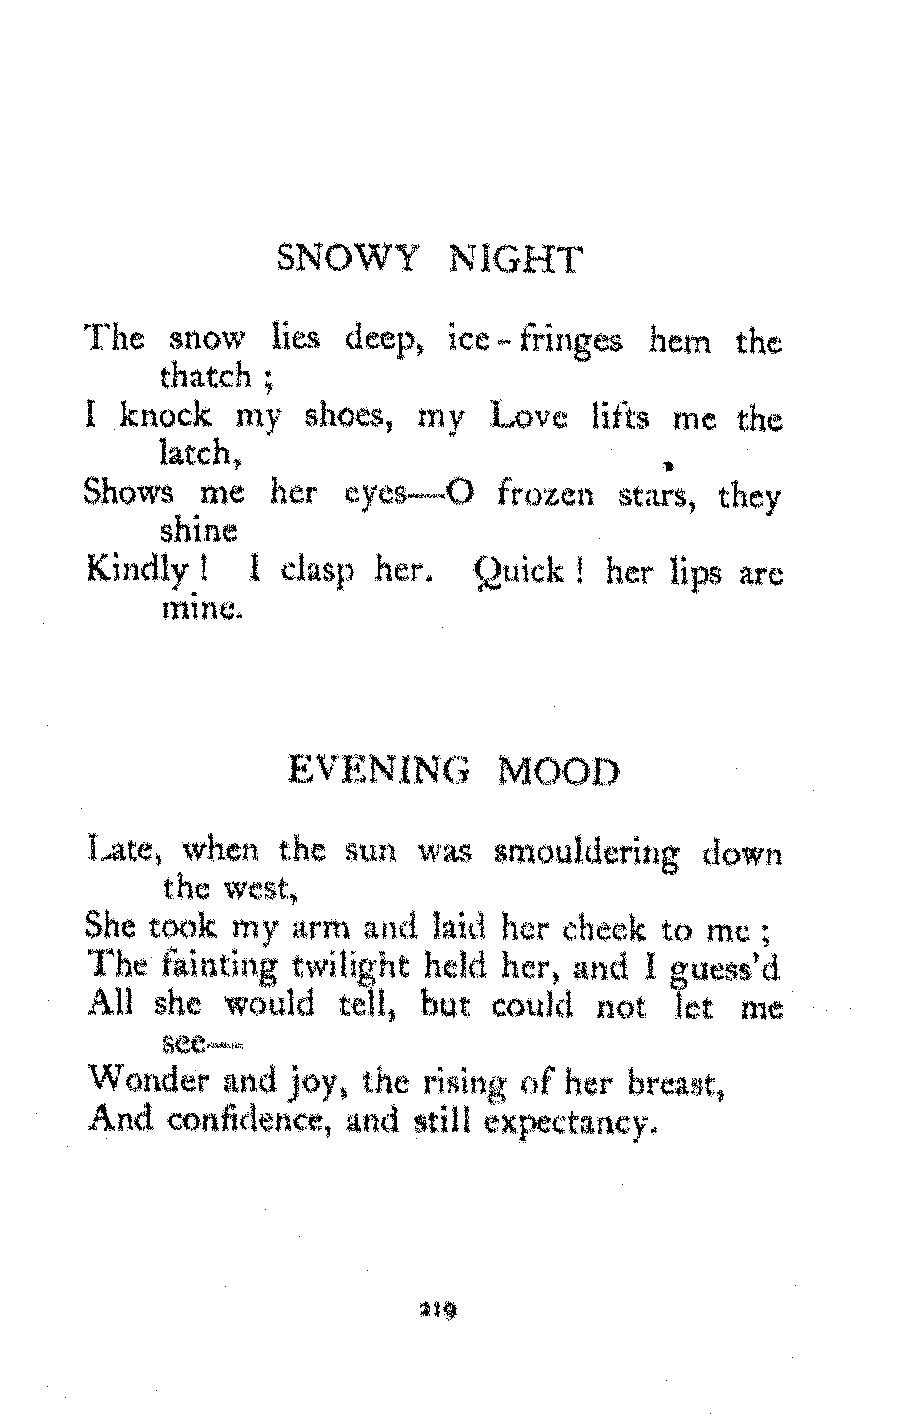 SNOWY NIGHT
The snow lies deep, ice-fringes hem the
thatch ;
I knock my shoes, my Love lifts me the
latch,
Shows me her eyes—O frozen stars, they
shine
Kindly ! I clasp her. Quick ! her lips are
mine.
EVENING MOOD
Late, when the sun was smouldering down
the west,
She took my arm and laid her cheek to me ;
The fainting twilight held her, and I guess'd
All she would tell, but could not let me
see—
Wonder and joy, the rising of her breast,
And confidence, and still expectancy.
219